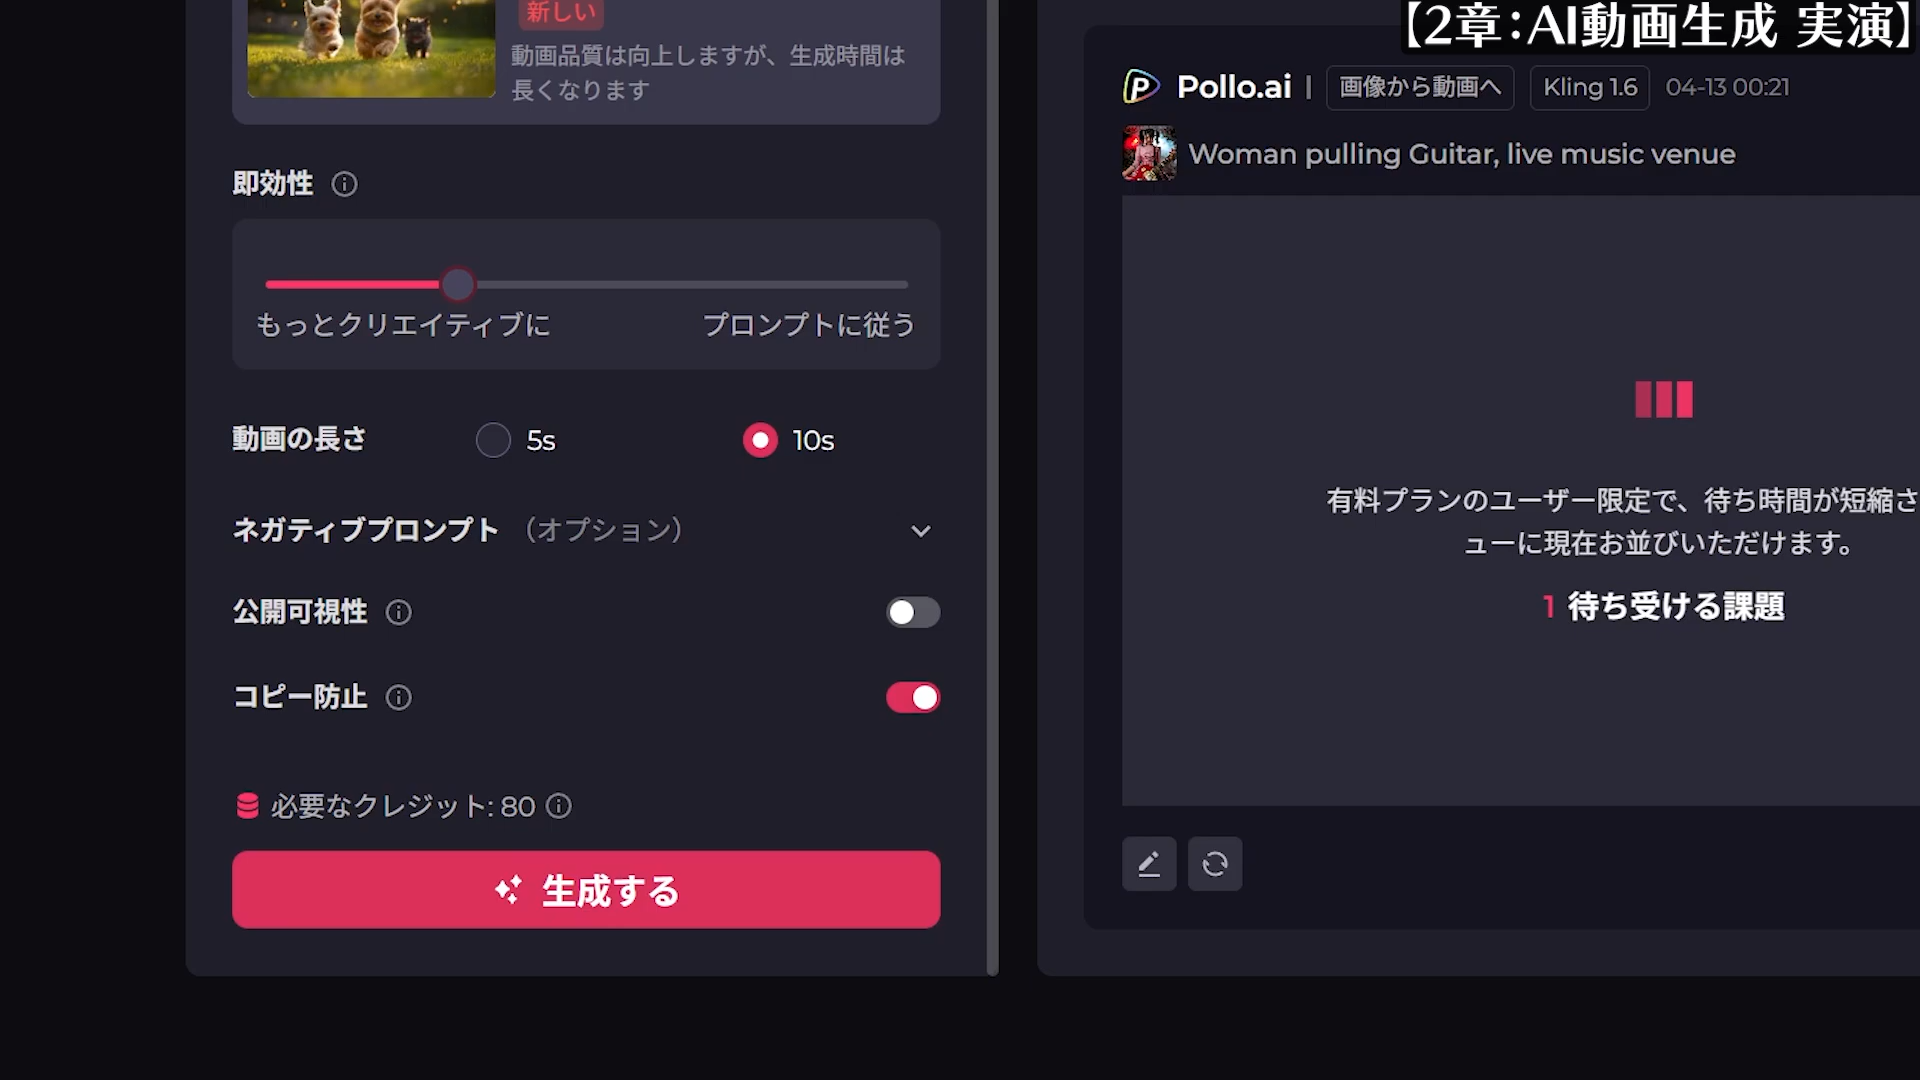 【2章：AI動画生成 実演】
新しい
動画品質は向上しますが、生成時間は
長くなります
即効性
もっとクリエイティブに
プロンプトに従う
動画の長さ
5s
10s
ネガティブプロンプト （オプション）
公開可視性
コピー防止
必要なクレジット: 80
生成する
Pollo.ai | 画像から動画へ Kling 1.6 04-13 00:21
Woman pulling Guitar, live music venue
有料プランのユーザー限定で、待ち時間が短縮さ
ューに現在お並びいただけます。
1 待ち受ける課題